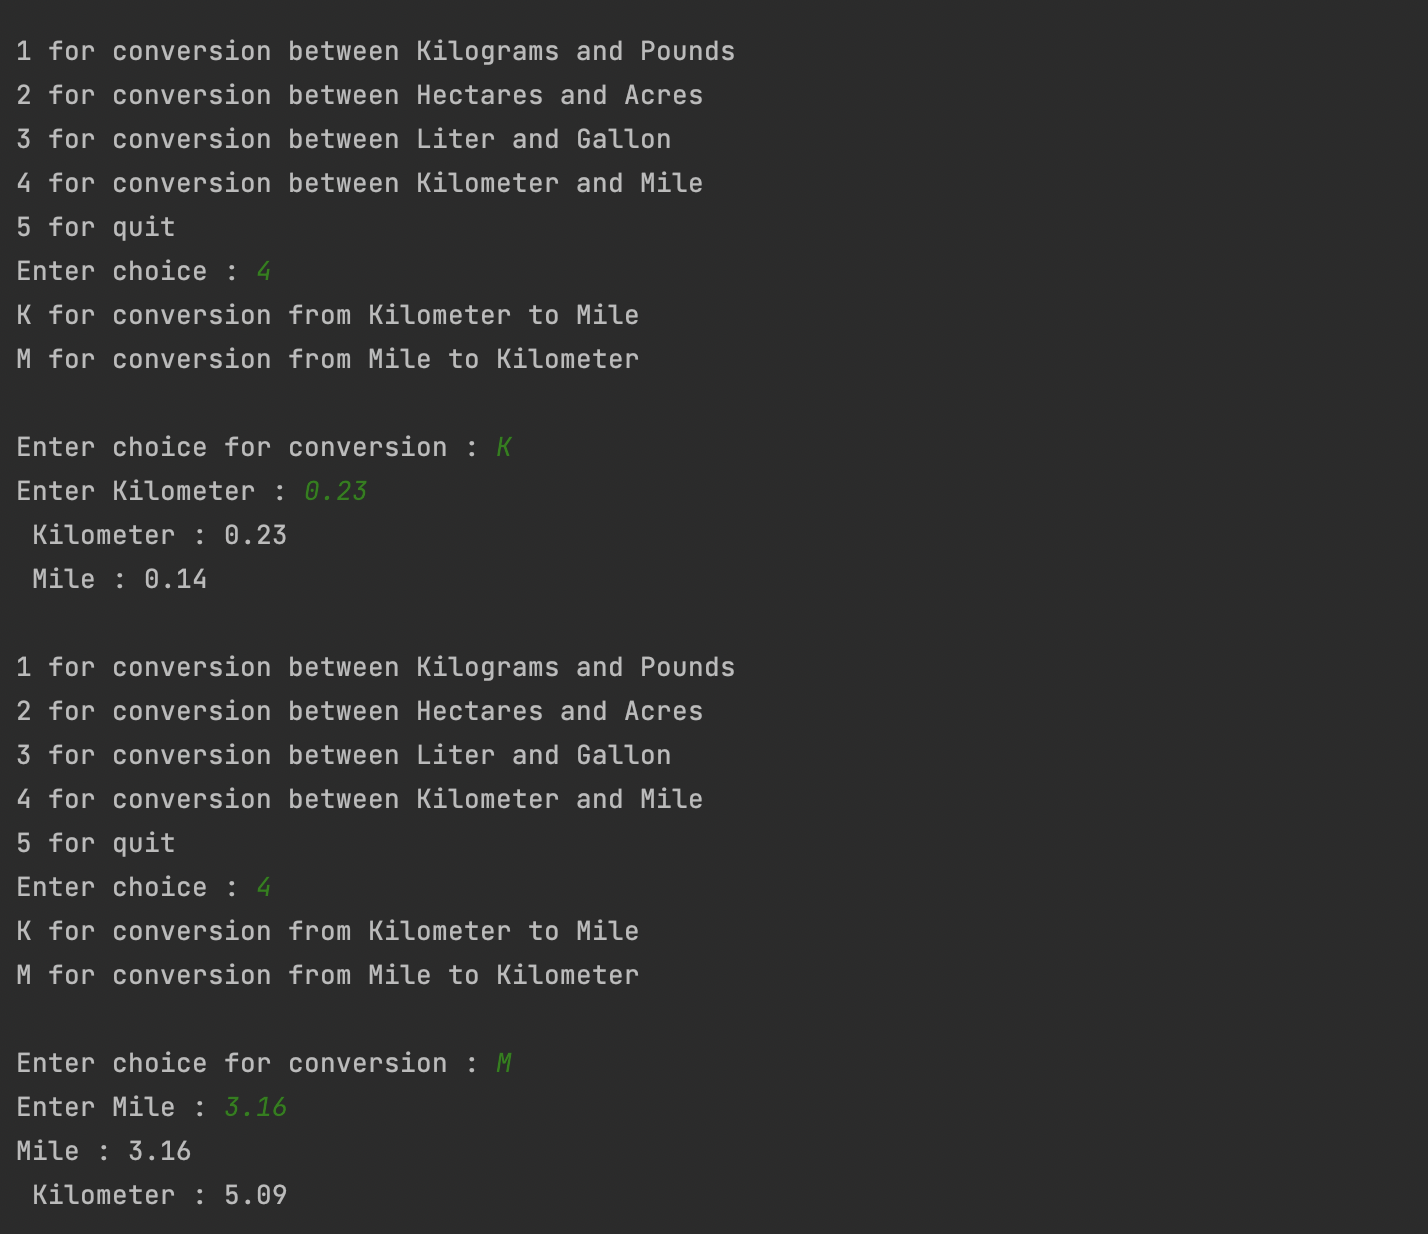 1 for conversion between Kilograms and Pounds
2 for conversion between Hectares and Acres
3 for conversion between Liter and Gallon
4 for conversion between Kilometer and Mile
5 for quit
Enter choice : 4
K for conversion from Kilometer to Mile
M for conversion from Mile to Kilometer
Enter choice for conversion : K
Enter Kilometer : 0.23
Kilometer : 0.23
Mile : 0.14
1 for conversion between Kilograms and Pounds
2 for conversion between Hectares and Acres
3 for conversion between Liter and Gallon
4 for conversion between Kilometer and Mile
5 for quit
Enter choice : 4
K for conversion from Kilometer to Mile
M for conversion from Mile to Kilometer
Enter choice for conversion : M
Enter Mile : 3.16
Mile : 3.16
Kilometer : 5.09